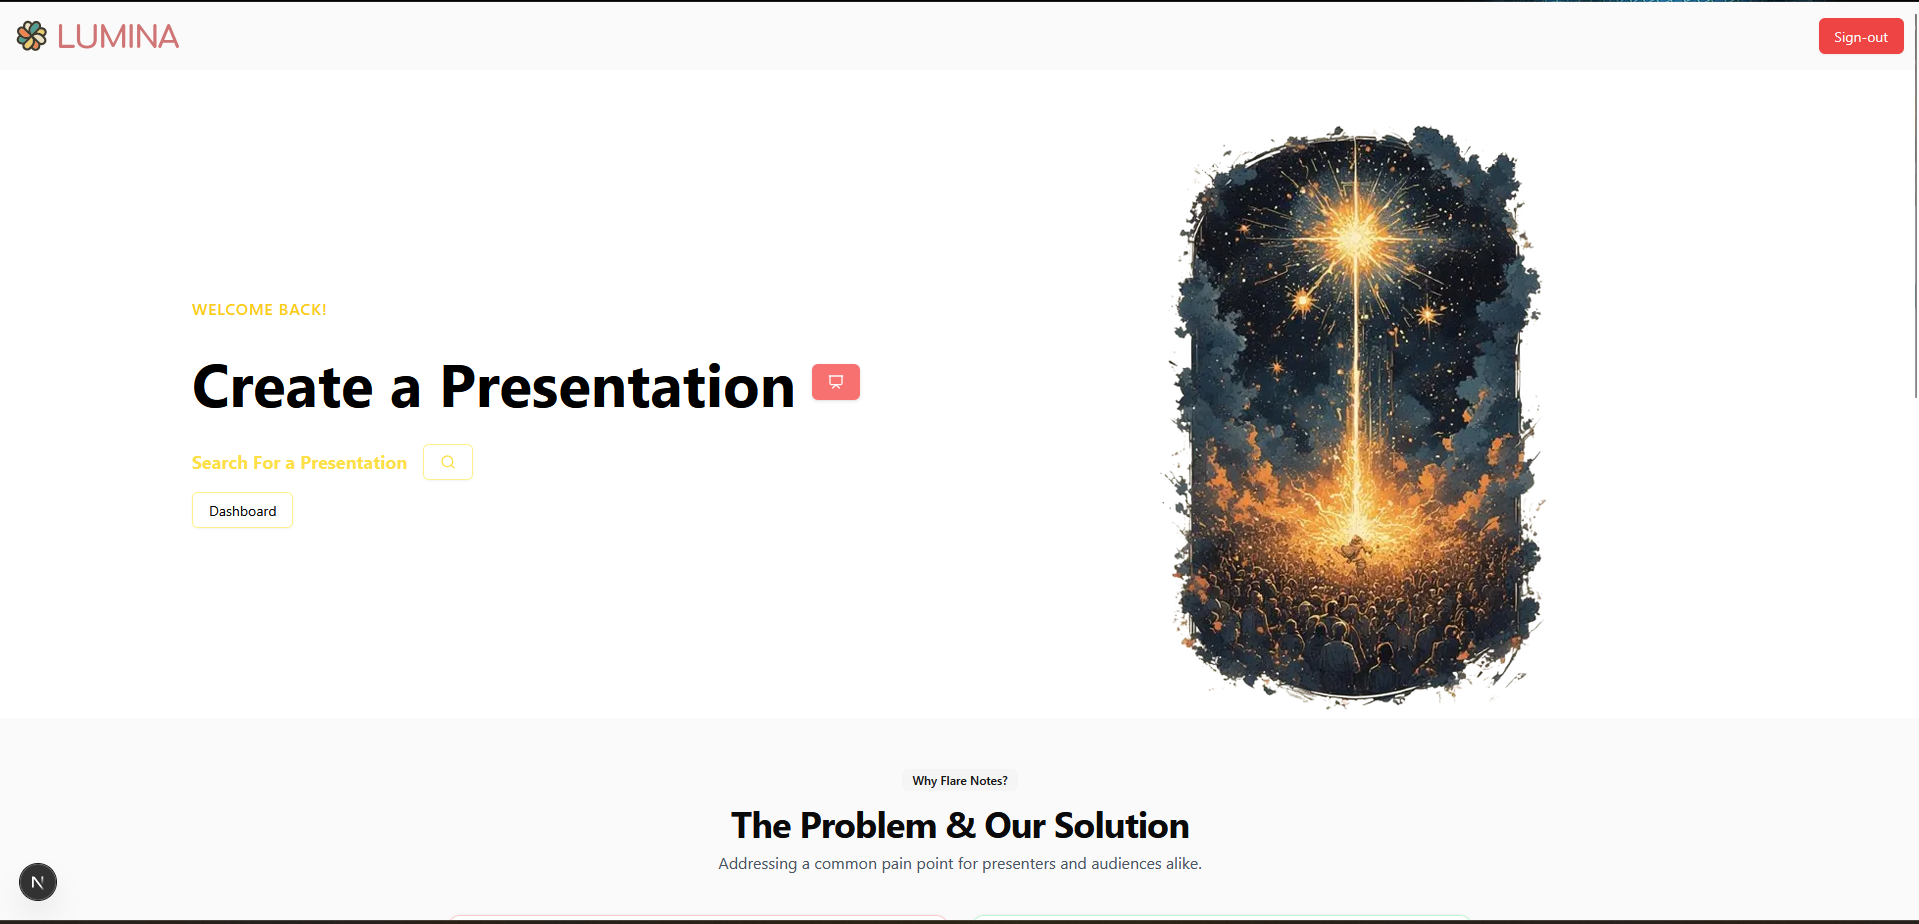 LUMINA
Sign-out
WELCOME BACK!
Create a Presentation
Search For a Presentation
Dashboard
Why Flare Notes?
The Problem & Our Solution
Addressing a common pain point for presenters and audiences alike.
N